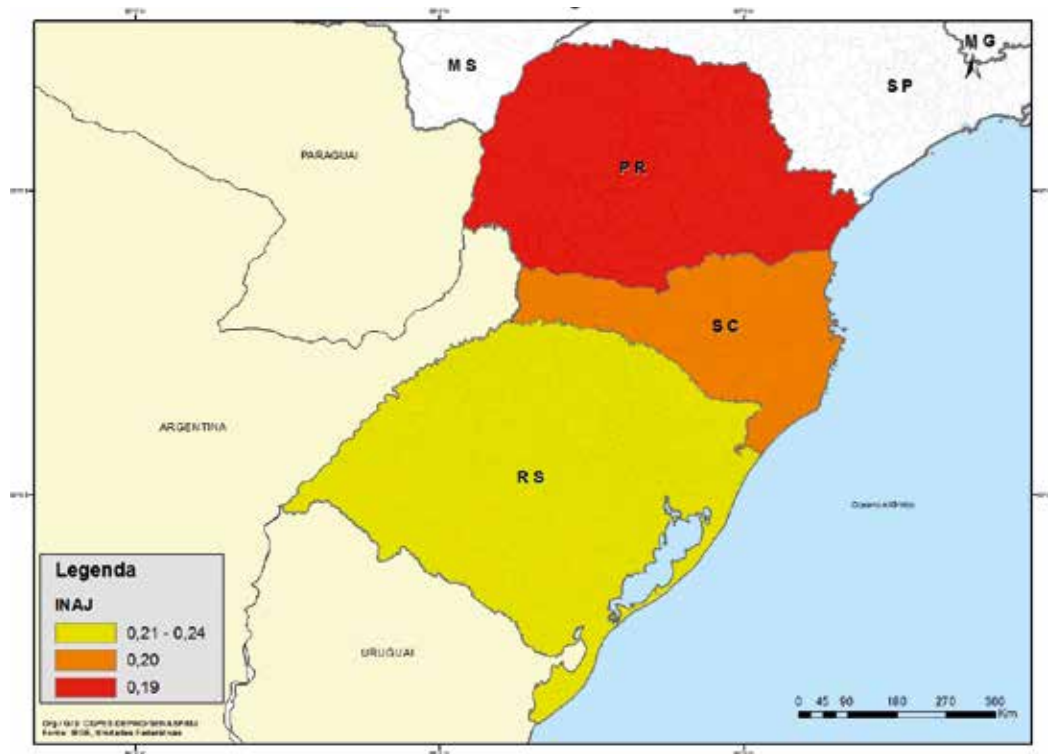 MG
MS
SP
PARAGUAI
PR
SC
ARGENTINA
RS
Legenda
INAJ
0,21 - 0,24
0,20
0,19
URUGUAI
0 45 90 180 270 360
Km